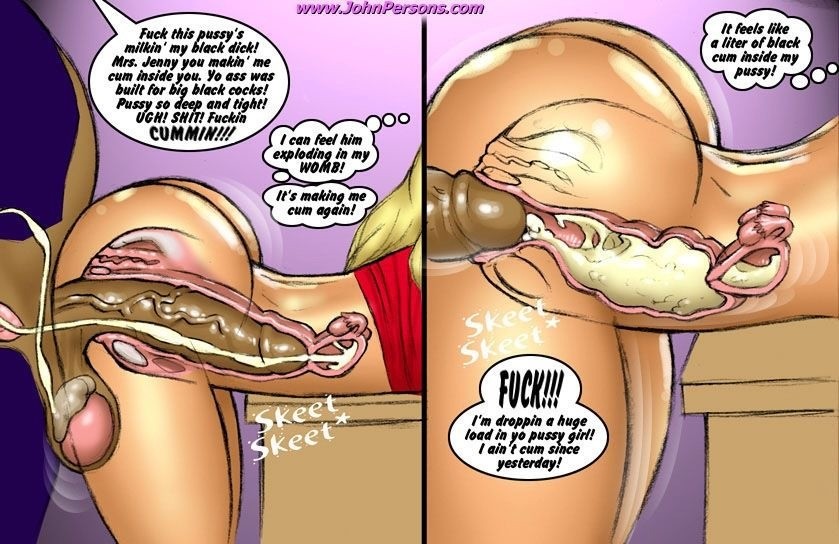 www.JohnPersons.com
Fuck this pussy's
milkin' my black dick!
Mrs. Jenny you makin' me
cum inside you. Yo ass was
built for big black cocks!
Pussy so deep and tight!
UGH! SHIT! Fuckin
CUMMIN!!!
I can feel him
exploding in my
WOMB!
It's making me
cum again!
Skeet
Skeet*
It feels like
a liter of black
cum inside my
pussy!
Skeet
Skeet*
FUCK!!!
I'm droppin a huge
load in yo pussy girl!!
I ain't cum since
yesterday!